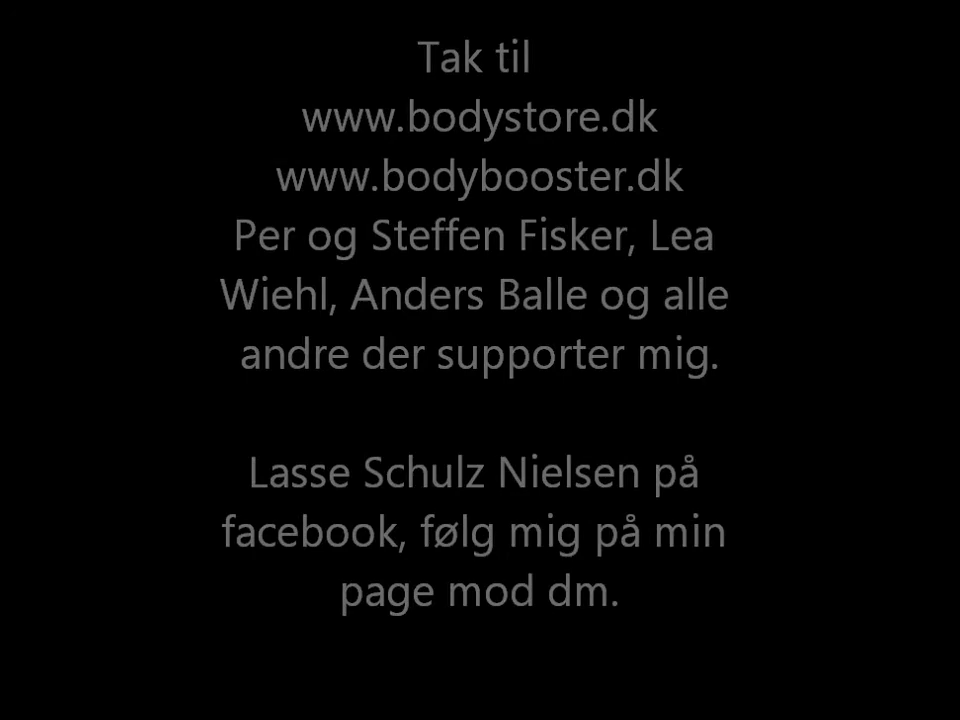 Tak til
www.bodystore.dk
www.bodybooster.dk
Per og Steffen Fisker, Lea
Wiehl, Anders Balle og alle
andre der supporter mig.
Lasse Schulz Nielsen på
facebook, følg mig på min
page mod dm.